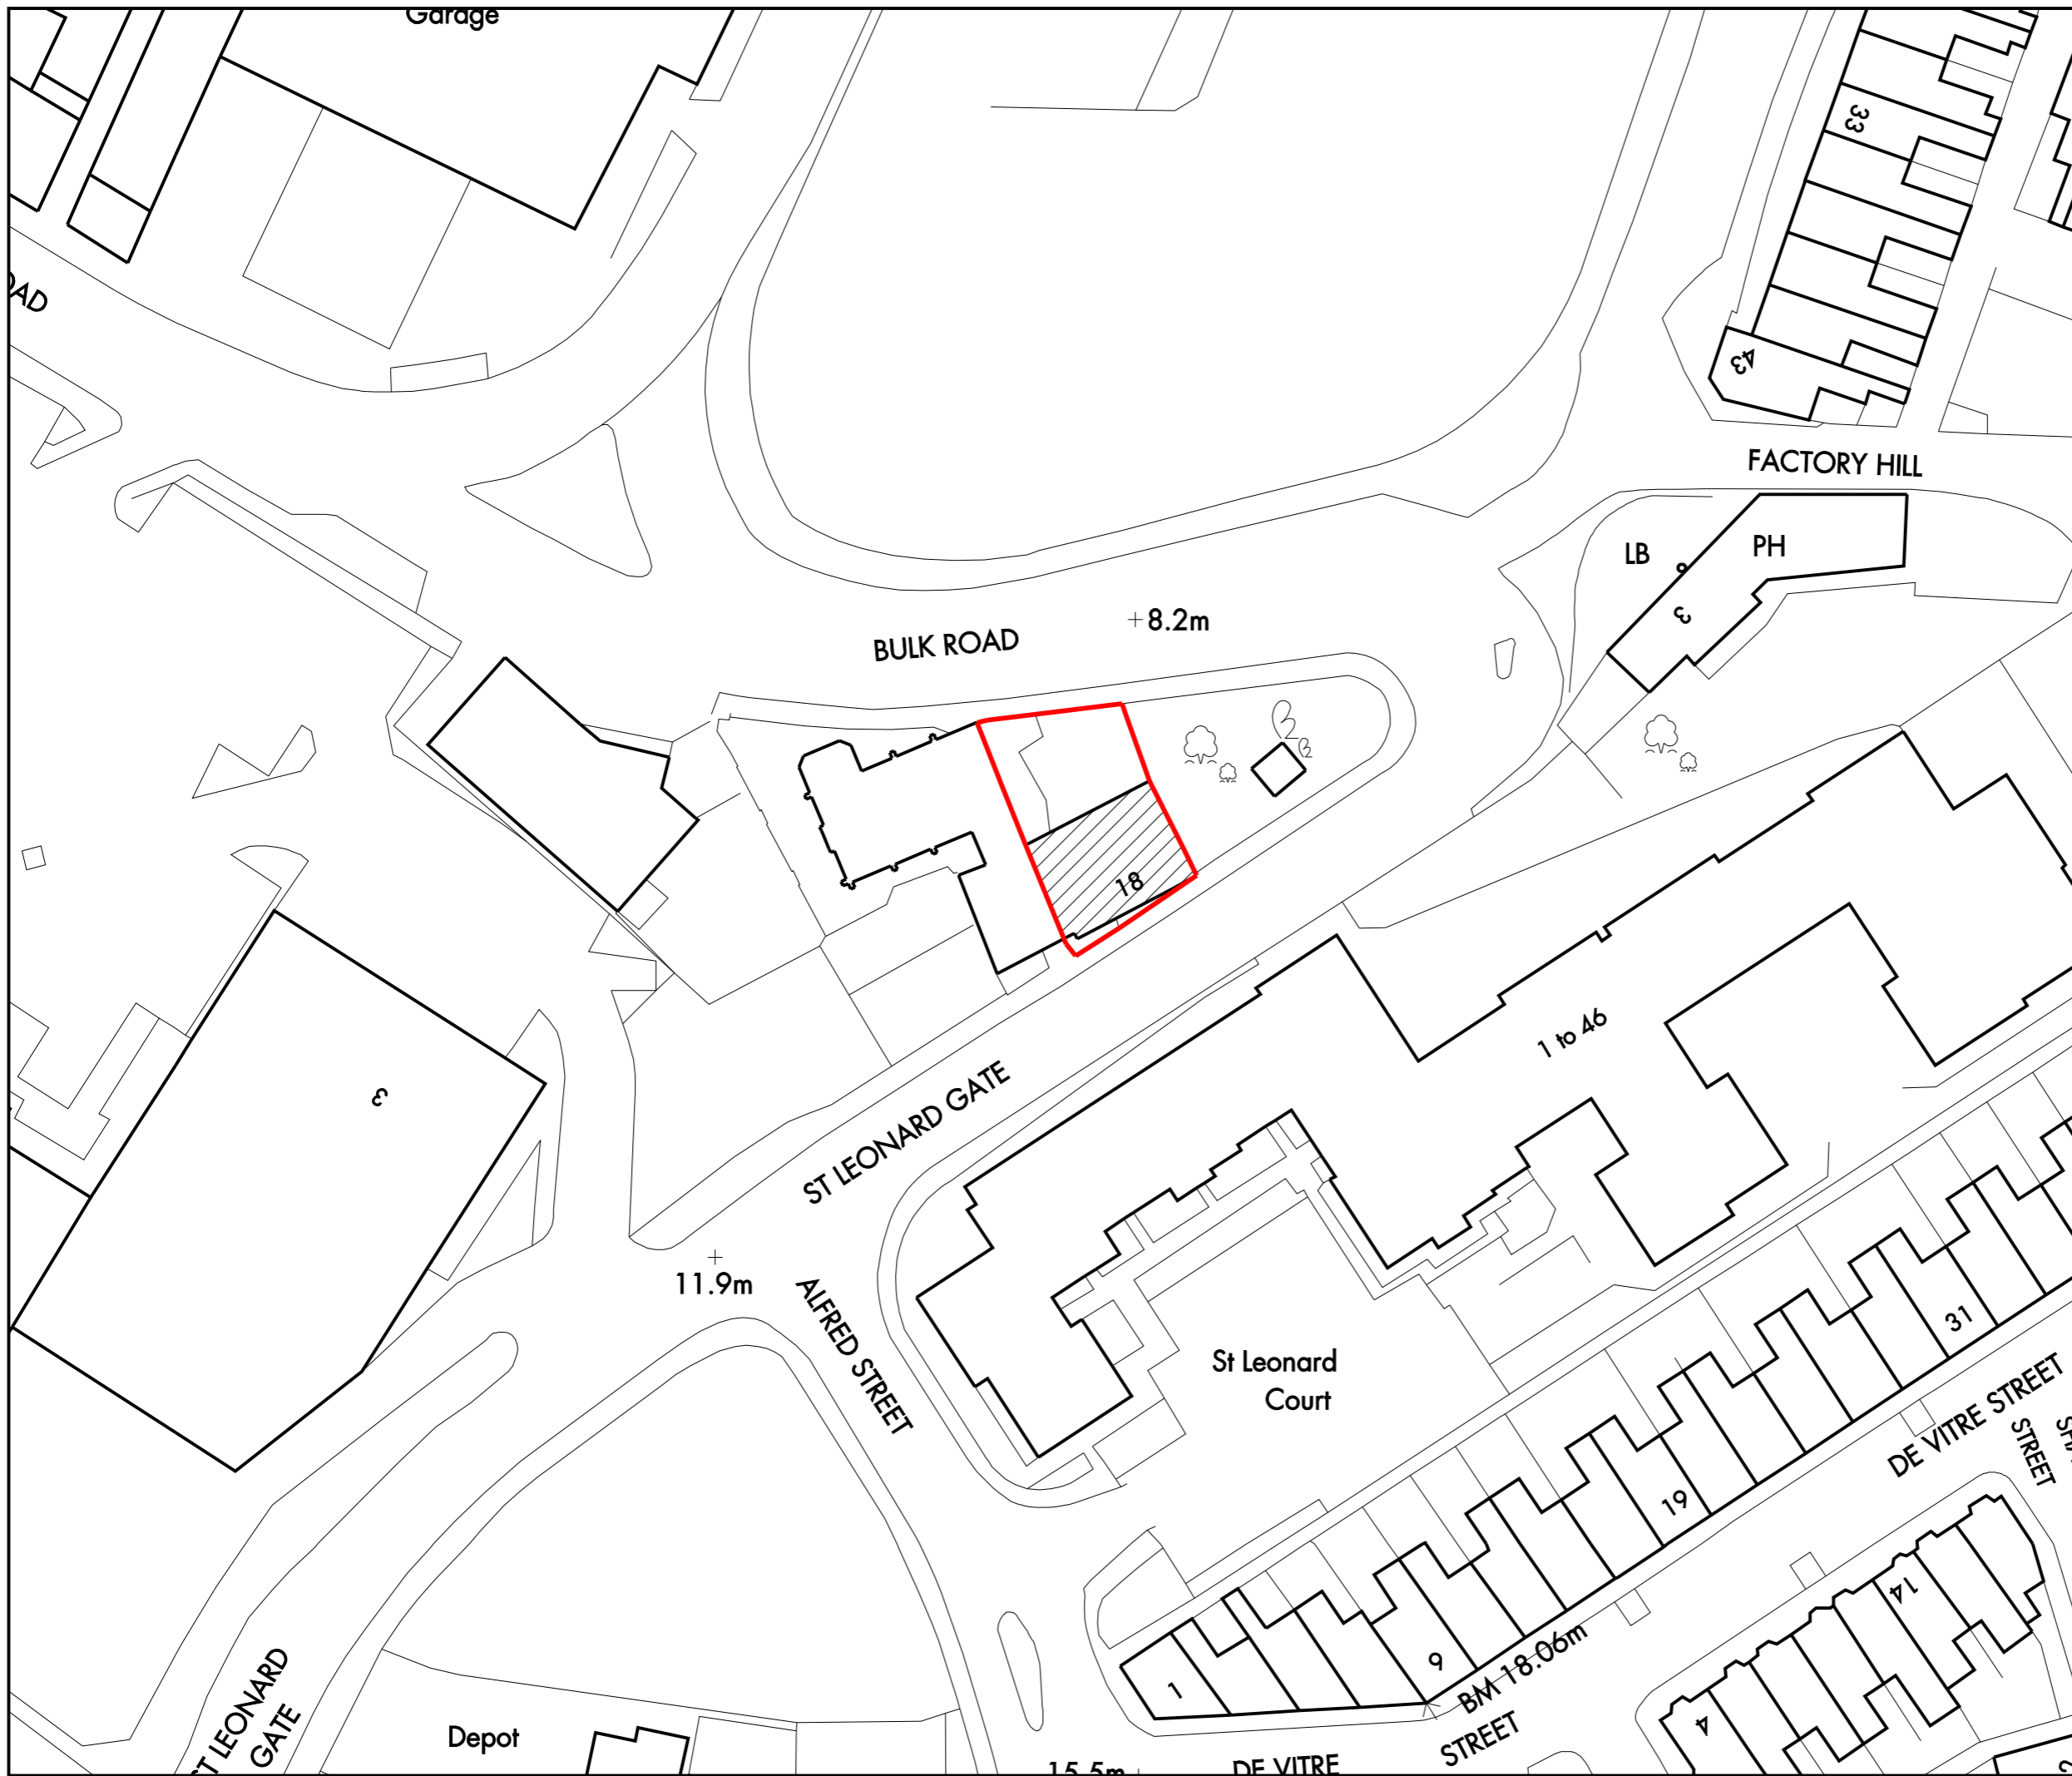 Garage
33
43
FACTORY HILL
LB
PH
3
8.2m
BULK ROAD
18
1 to 46
3
ST LEONARD GATE
11.9m
ALFRED STREET
St Leonard
Court
31
DE VITRE STREET
STREET
19
14
9
1
BM 18.06m
4
ST LEONARD
GATE
Depot
STREET
DE VITRE
15.5m